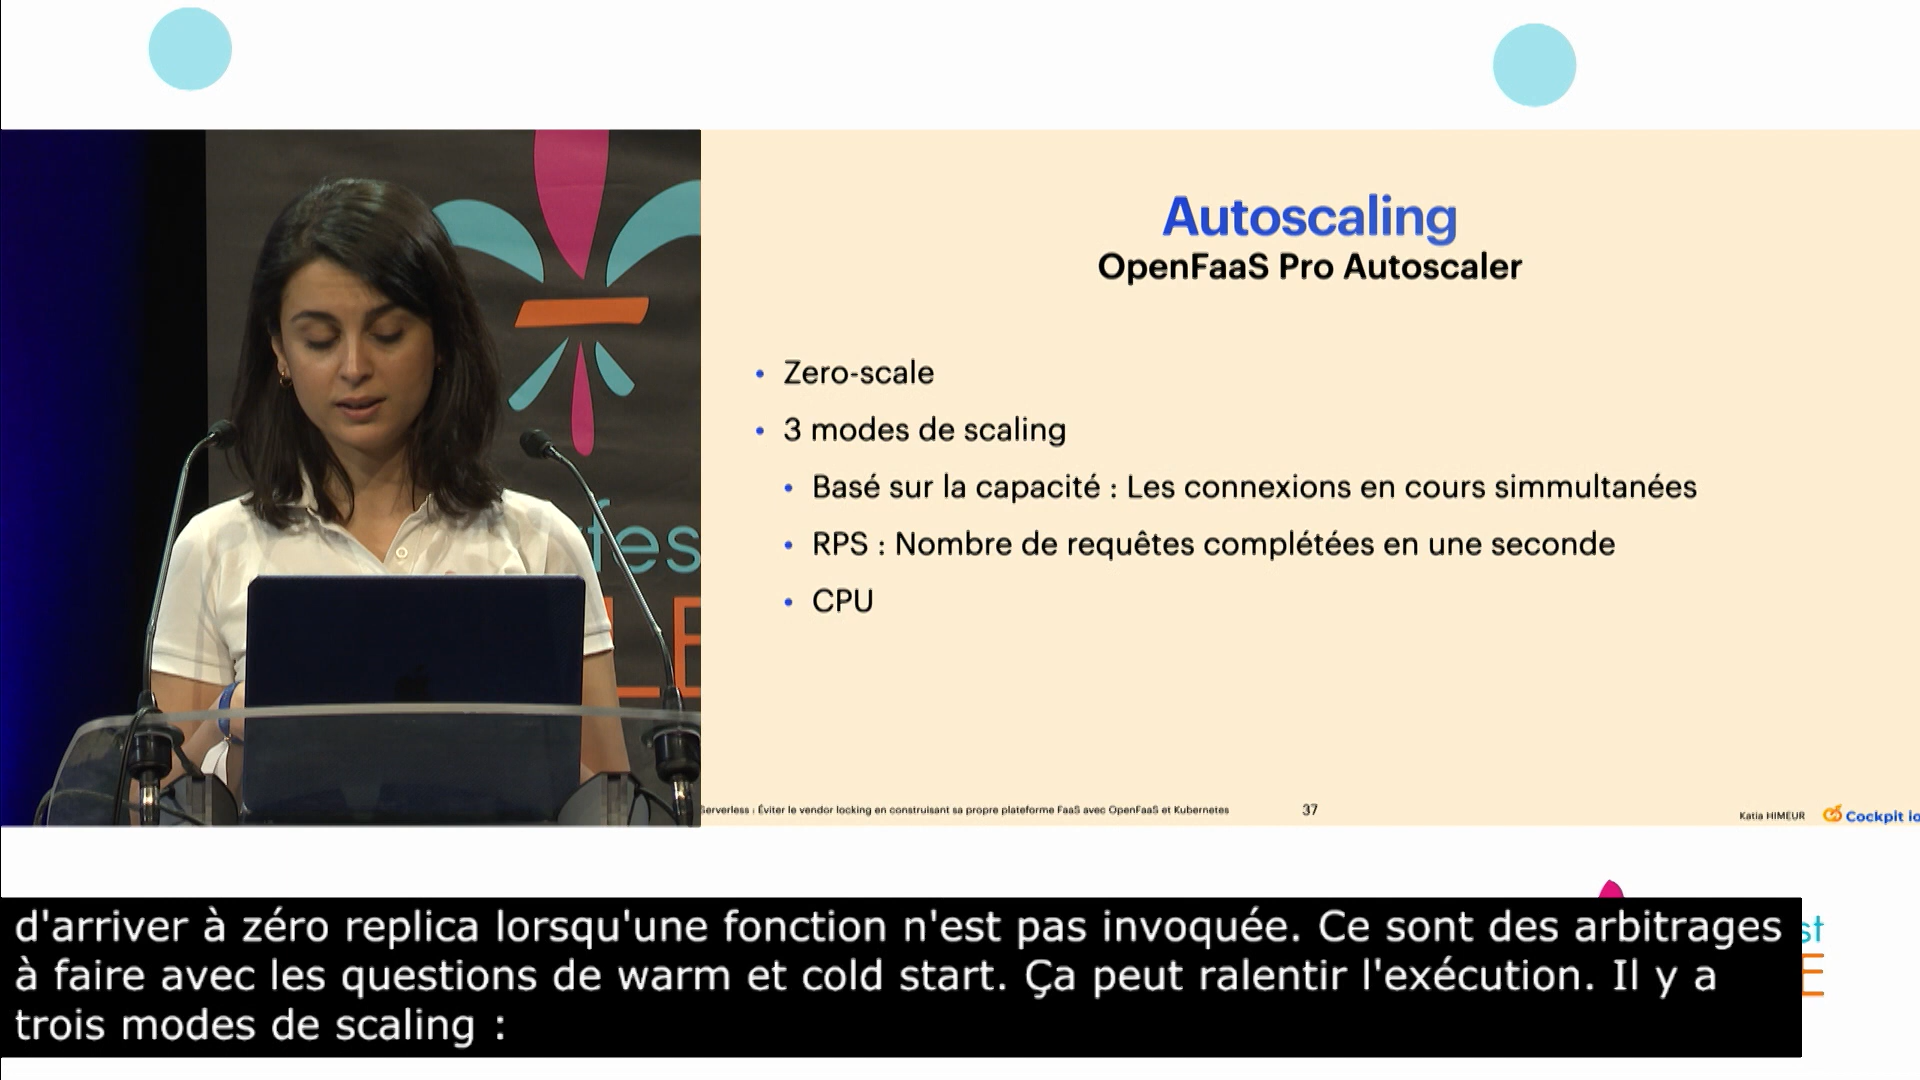 Autoscaling
OpenFaaS Pro Autoscaler
• Zero-scale
• 3 modes de scaling
• Basé sur la capacité : Les connexions en cours simmultanées
• RPS : Nombre de requêtes complétées en une seconde
• CPU
fes
LE
Serverless : Éviter le vendor locking en construisant sa propre plateforme FaaS avec OpenFaaS et Kubernetes
37
Katia HIMEUR
Cockpit io
d'arriver à zéro replica lorsqu'une fonction n'est pas invoquée. Ce sont des arbitrages
à faire avec les questions de warm et cold start. Ça peut ralentir l'exécution. Il y a
trois modes de scaling :
st
E